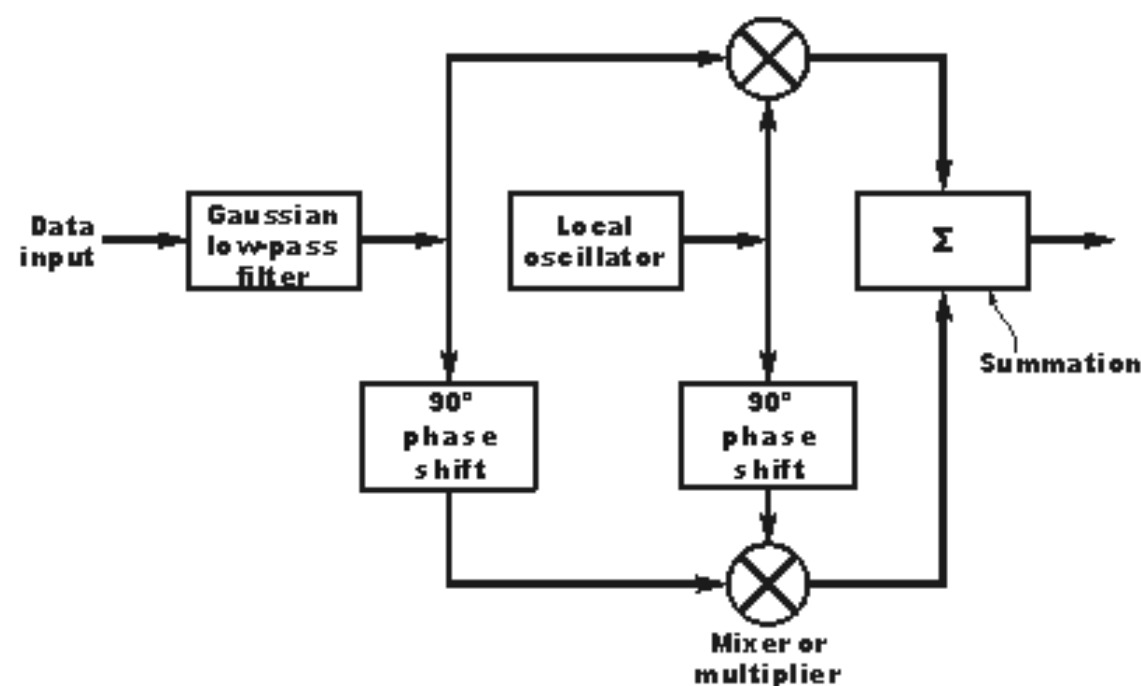 Data
input
Gaussian
low-pass
filter
Local
oscillator
Σ
Summation
90°
phase
shift
90°
phase
shift
Mixer or
multiplier